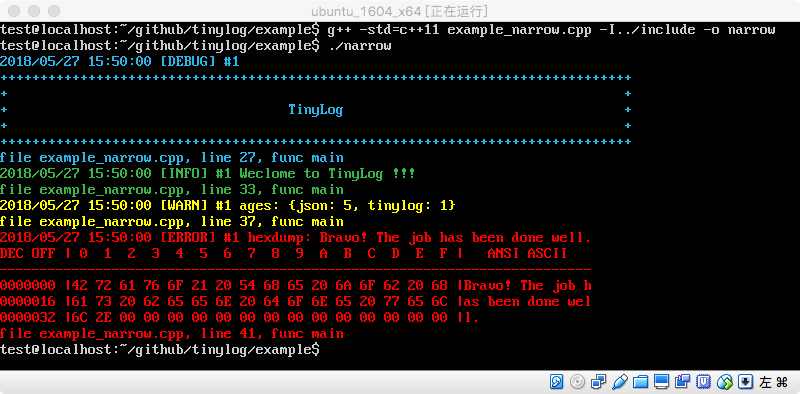 ubuntu_1604_x64 [正在运行]
test@localhost:~/github/tinylog/example$ g++ -std=c++11 example_narrow.cpp -I../include -o narrow
test@localhost:~/github/tinylog/example$ ./narrow
2018/05/27 15:50:00 [DEBUG] #1
++++++++++++++++++++++++++++++++++++++++++++++++++++++++++++++++++++++++++++++++
+                                                                              +
+                                   TinyLog                                    +
+                                                                              +
++++++++++++++++++++++++++++++++++++++++++++++++++++++++++++++++++++++++++++++++
file example_narrow.cpp, line 27, func main
2018/05/27 15:50:00 [INFO] #1 Weclome to TinyLog !!!
file example_narrow.cpp, line 33, func main
2018/05/27 15:50:00 [WARN] #1 ages: {json: 5, tinylog: 1}
file example_narrow.cpp, line 37, func main
2018/05/27 15:50:00 [ERROR] #1 hexdump: Bravo! The job has been done well.
DEC OFF | 0  1  2  3  4  5  6  7  8  9  A  B  C  D  E  F |   ANSI ASCII
--------------------------------------------------------------------------
0000000 |42 72 61 76 6F 21 20 54 68 65 20 6A 6F 62 20 68 |Bravo! The job h
0000016 |61 73 20 62 65 65 6E 20 64 6F 6E 65 20 77 65 6C |as been done wel
0000032 |6C 2E 00 00 00 00 00 00 00 00 00 00 00 00 00 00 |l.
file example_narrow.cpp, line 41, func main
test@localhost:~/github/tinylog/example$
左 ⌘